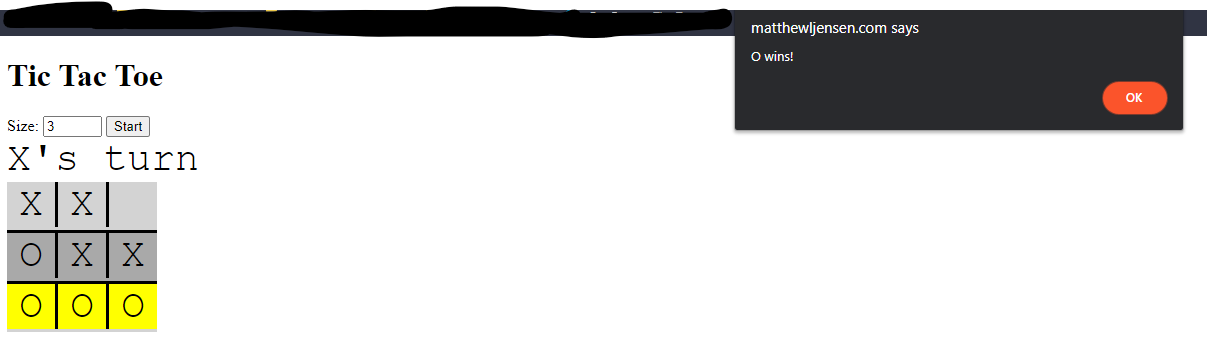 matthewljensen.com says
O wins!
OK
Tic Tac Toe
Size: 3 Start
X's turn
X X
O X X
O O O